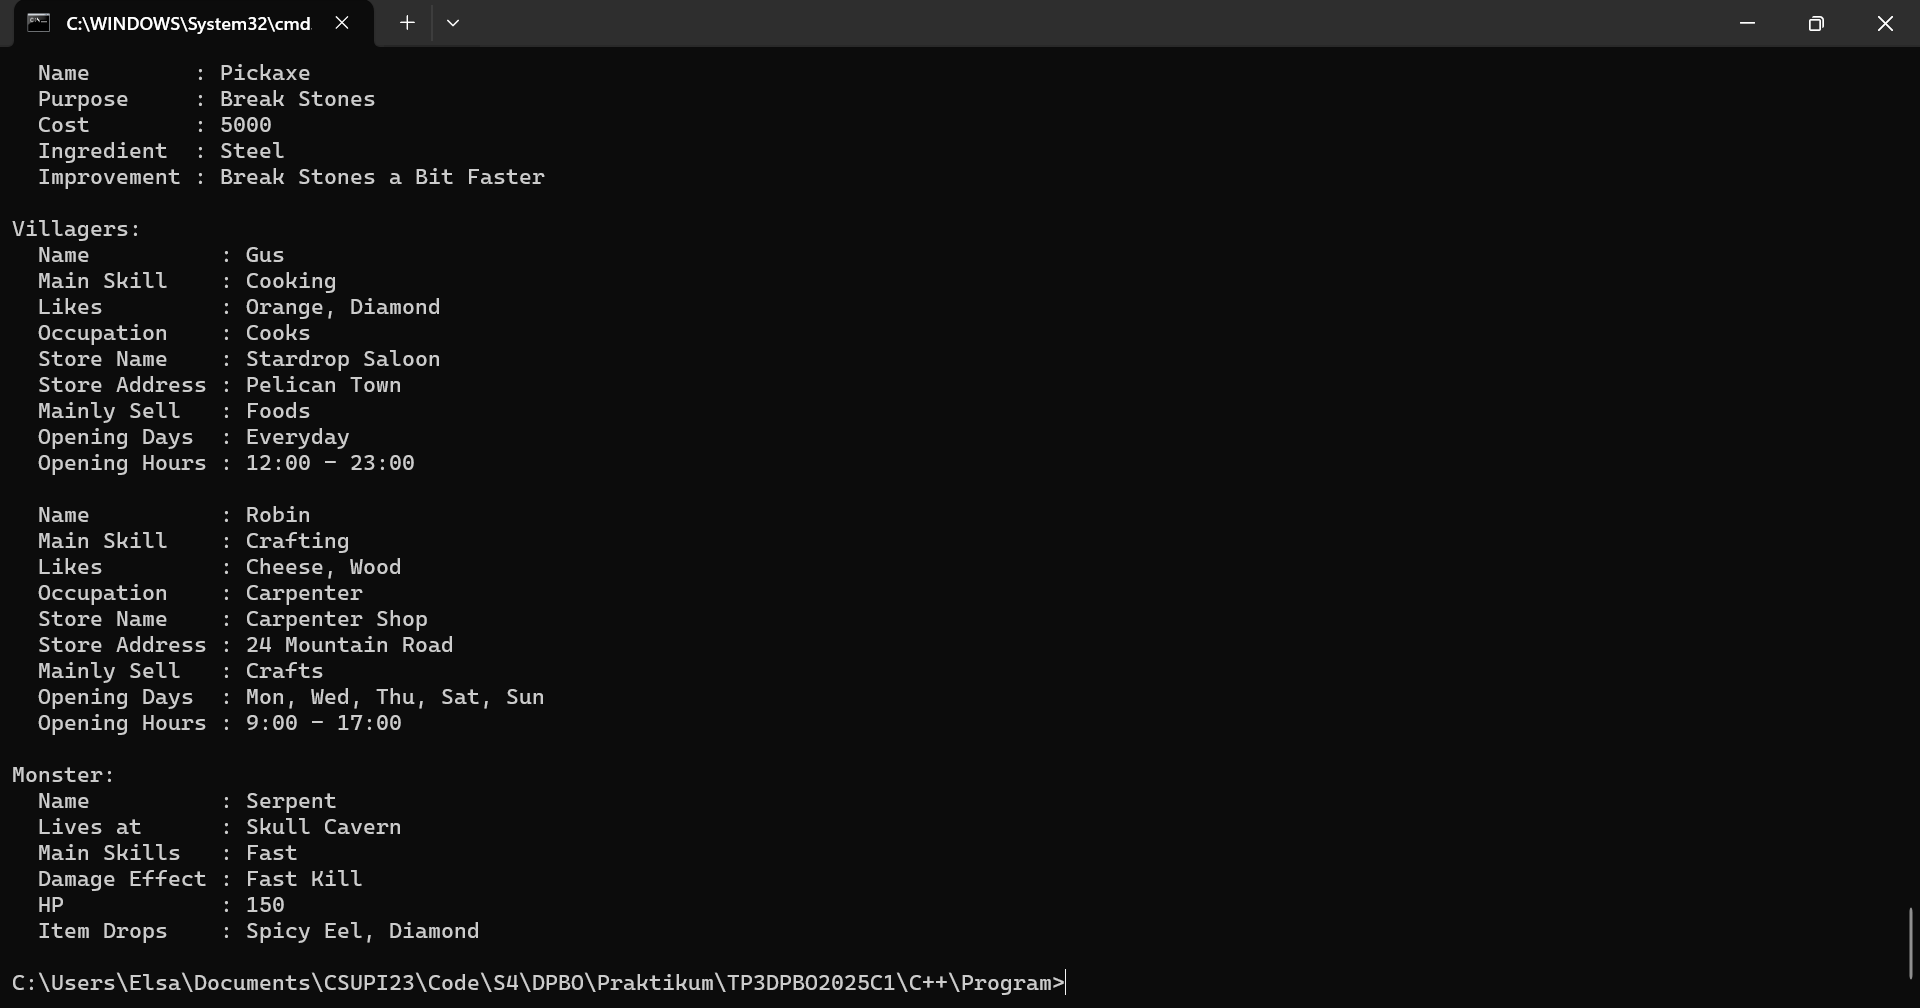 C:\WINDOWS\System32\cmd.
Name        : Pickaxe
Purpose     : Break Stones
Cost        : 5000
Ingredient  : Steel
Improvement : Break Stones a Bit Faster
Villagers:
Name          : Gus
Main Skill    : Cooking
Likes         : Orange, Diamond
Occupation    : Cooks
Store Name    : Stardrop Saloon
Store Address : Pelican Town
Mainly Sell   : Foods
Opening Days  : Everyday
Opening Hours : 12:00 - 23:00
Name          : Robin
Main Skill    : Crafting
Likes         : Cheese, Wood
Occupation    : Carpenter
Store Name    : Carpenter Shop
Store Address : 24 Mountain Road
Mainly Sell   : Crafts
Opening Days  : Mon, Wed, Thu, Sat, Sun
Opening Hours : 9:00 - 17:00
Monster:
Name          : Serpent
Lives at      : Skull Cavern
Main Skills   : Fast
Damage Effect : Fast Kill
HP            : 150
Item Drops    : Spicy Eel, Diamond
C:\Users\Elsa\Documents\CSUPI23\Code\S4\DPBO\Praktikum\TP3DPBO2025C1\C++\Program>